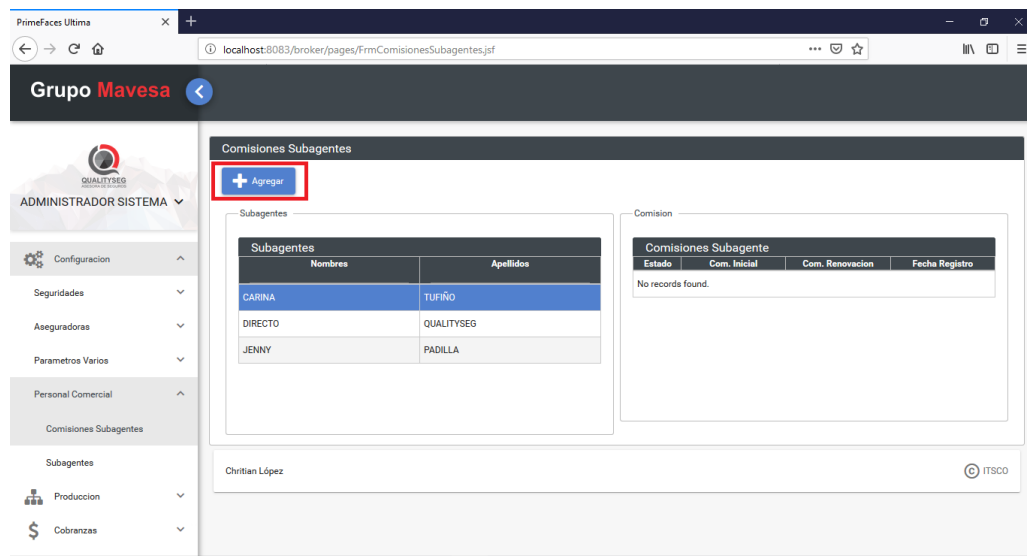 PrimeFaces Ultima
localhost:8083/broker/pages/FrmComisionesSubagentes.jsf
Grupo Mavesa
QUALITYSEG
ADMINISTRADOR SISTEMA
Configuracion
Seguridades
Aseguradoras
Parametros Varios
Personal Comercial
Comisiones Subagentes
Subagentes
Produccion
Cobranzas
Comisiones Subagentes
Agregar
Subagentes
Subagentes
Nombres Apellidos
CARINA TUFIÑO
DIRECTO QUALITYSEG
JENNY PADILLA
Comision
Comisiones Subagente
Estado Com. Inicial Com. Renovacion Fecha Registro
No records found.
Chritian López
© ITSCO